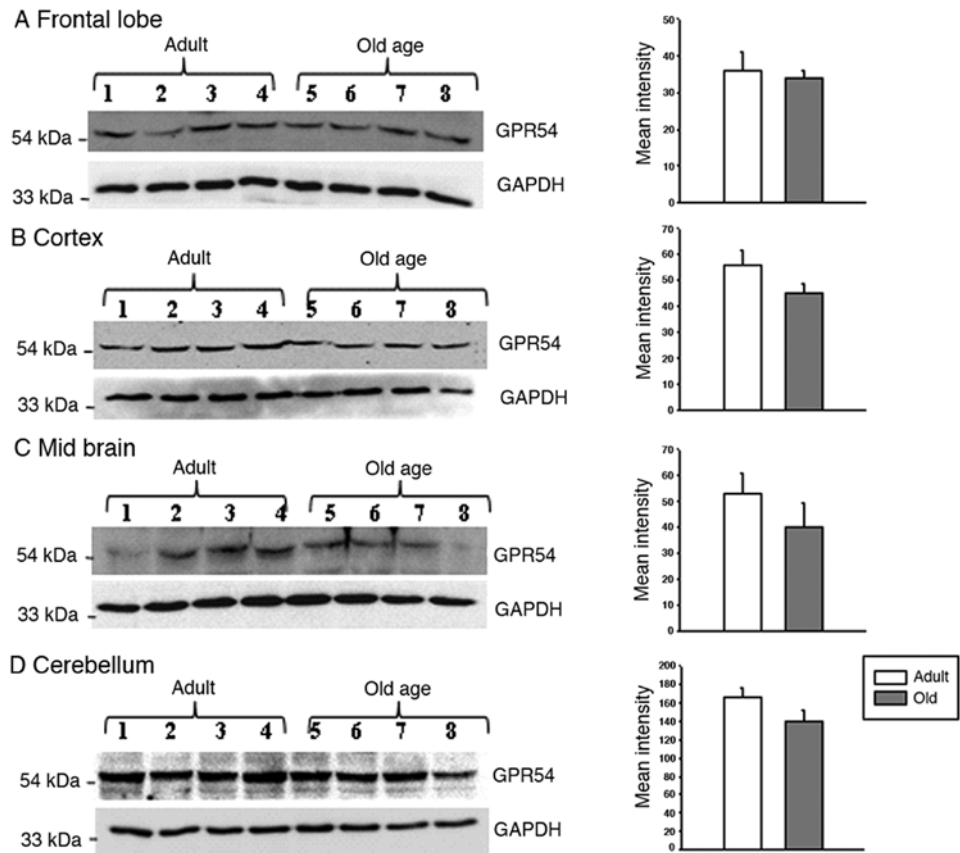 A Frontal lobe
Adult
Old age
1 2 3 4 5 6 7 8
54 kDa
GPR54
33 kDa
GAPDH
Mean intensity
50
40
30
20
10
0
B Cortex
Adult
Old age
1 2 3 4 5 6 7 8
54 kDa
GPR54
33 kDa
GAPDH
Mean intensity
70
60
50
40
30
20
10
0
C Mid brain
Adult
Old age
1 2 3 4 5 6 7 8
54 kDa
GPR54
33 kDa
GAPDH
Mean intensity
70
60
50
40
30
20
10
0
D Cerebellum
Adult
Old age
1 2 3 4 5 6 7 8
54 kDa
GPR54
33 kDa
GAPDH
Mean intensity
200
180
160
140
120
100
80
60
40
20
0
Adult
Old